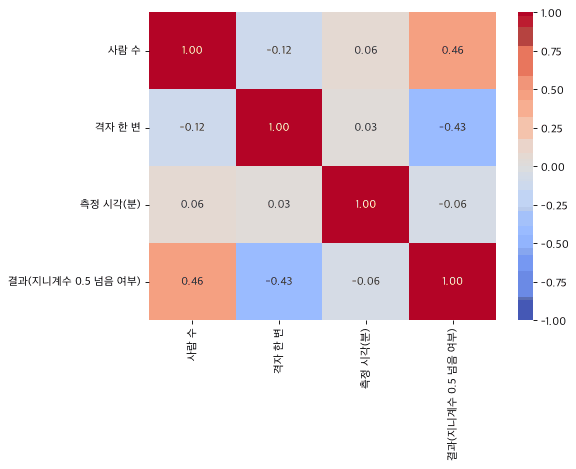 사람 수
격자 한 변
측정 시각(분)
결과(지니계수 0.5 넘음 여부)
1.00 -0.12 0.06 0.46
-0.12 1.00 0.03 -0.43
0.06 0.03 1.00 -0.06
0.46 -0.43 -0.06 1.00
사람 수
격자 한 변
측정 시각(분)
결과(지니계수 0.5 넘음 여부)
1.00
0.75
0.50
0.25
0.00
-0.25
-0.50
-0.75
-1.00